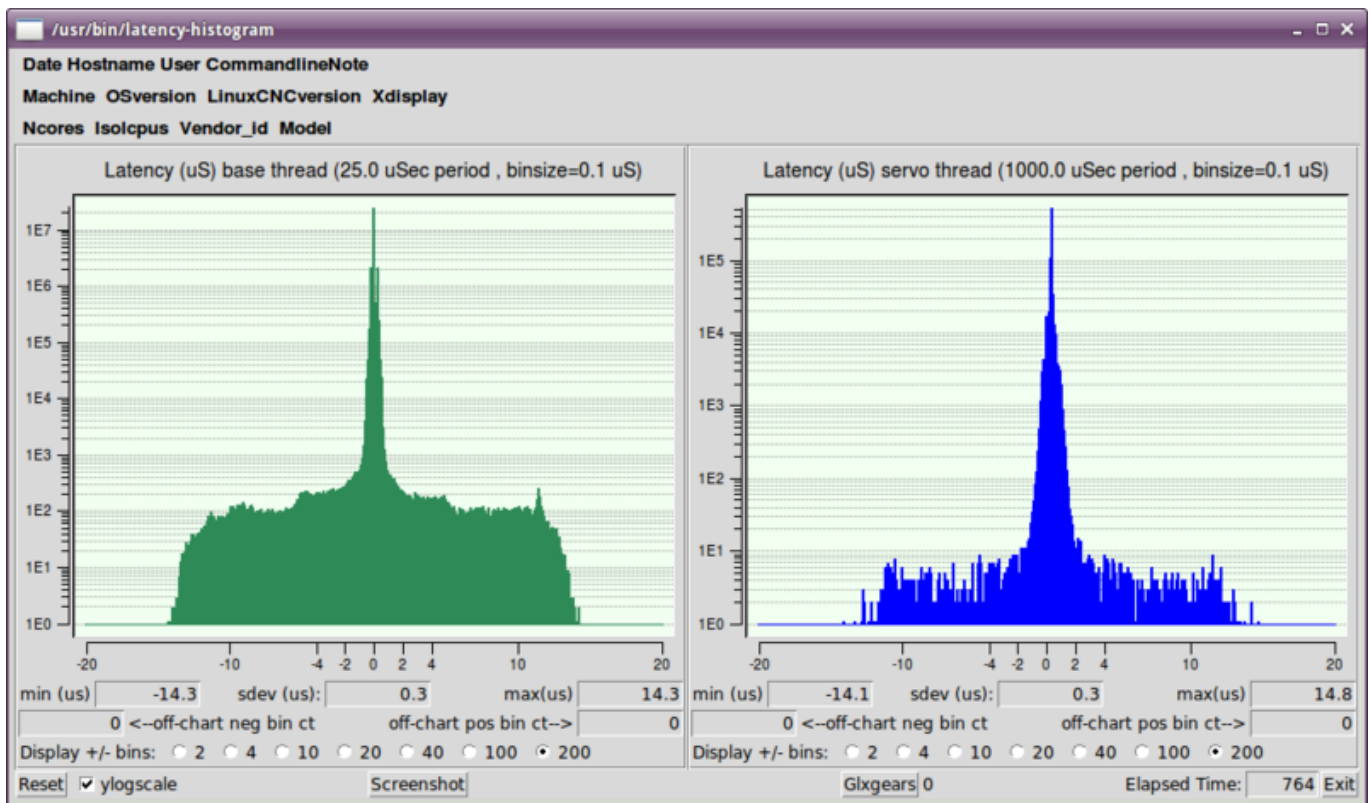 /usr/bin/latency-histogram
Date Hostname User CommandlineNote
Machine OSversion LinuxCNCversion Xdisplay
Ncores Isolcpus Vendor_id Model
Latency (uS) base thread (25.0 uSec period , binsize=0.1 uS)
1E7
1E6
1E5
1E4
1E3
1E2
1E1
1E0
-20 -10 -4 -2 0 2 4 10 20
min (us) -14.3 sdev (us): 0.3 max(us) 14.3
0 <--off-chart neg bin ct off-chart pos bin ct--> 0
Display +/- bins: 2 4 10 20 40 100 200
Latency (uS) servo thread (1000.0 uSec period , binsize=0.1 uS)
1E5
1E4
1E3
1E2
1E1
1E0
-20 -10 -4 -2 0 2 4 10 20
min (us) -14.1 sdev (us): 0.3 max(us) 14.8
0 <--off-chart neg bin ct off-chart pos bin ct--> 0
Display +/- bins: 2 4 10 20 40 100 200
Reset ylogscale Screenshot Glxgears 0 Elapsed Time: 764 Exit